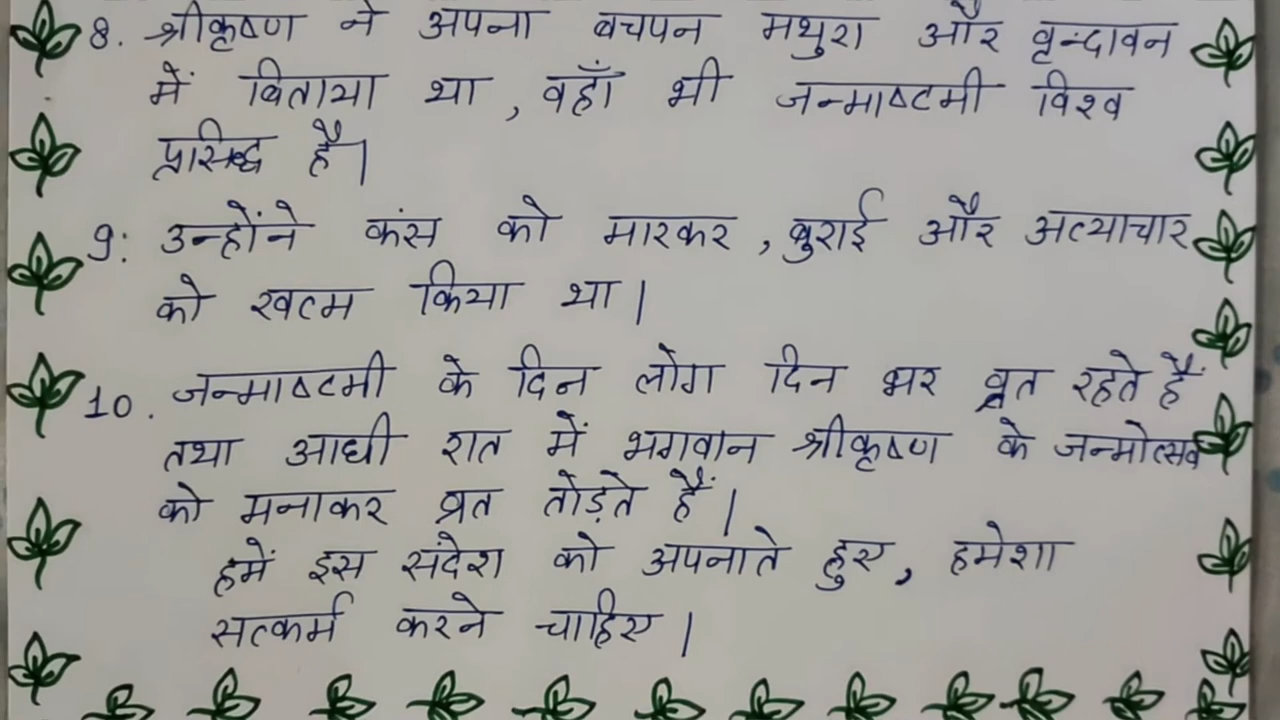 8. श्रीकृष्ण ने अपना बचपन मथुरा और वृन्दावन
में बिताया था , वहाँ भी जन्माष्टमी विश्व
प्रसिद्ध है।
9: उन्होंने कंस को मारकर , बुराई और अत्याचार
को खत्म किया था।
10. जन्माष्टमी के दिन लोग दिन भर व्रत रहते हैं
तथा आधी रात में भगवान श्रीकृष्ण के जन्मोत्सव
को मनाकर व्रत तोड़ते हैं।
हमें इस संदेश को अपनाते हुए, हमेशा
सत्कर्म करने चाहिए।